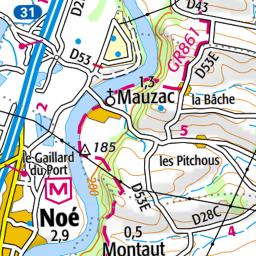 31
D53
D43
1,3
GR861
D53E
Mauzac
la Bâche
2
5
185
le Gaillard
du Port
200
les Pitchous
M
D53E
Noé
2,9
D28C
0,5
4
Montaut